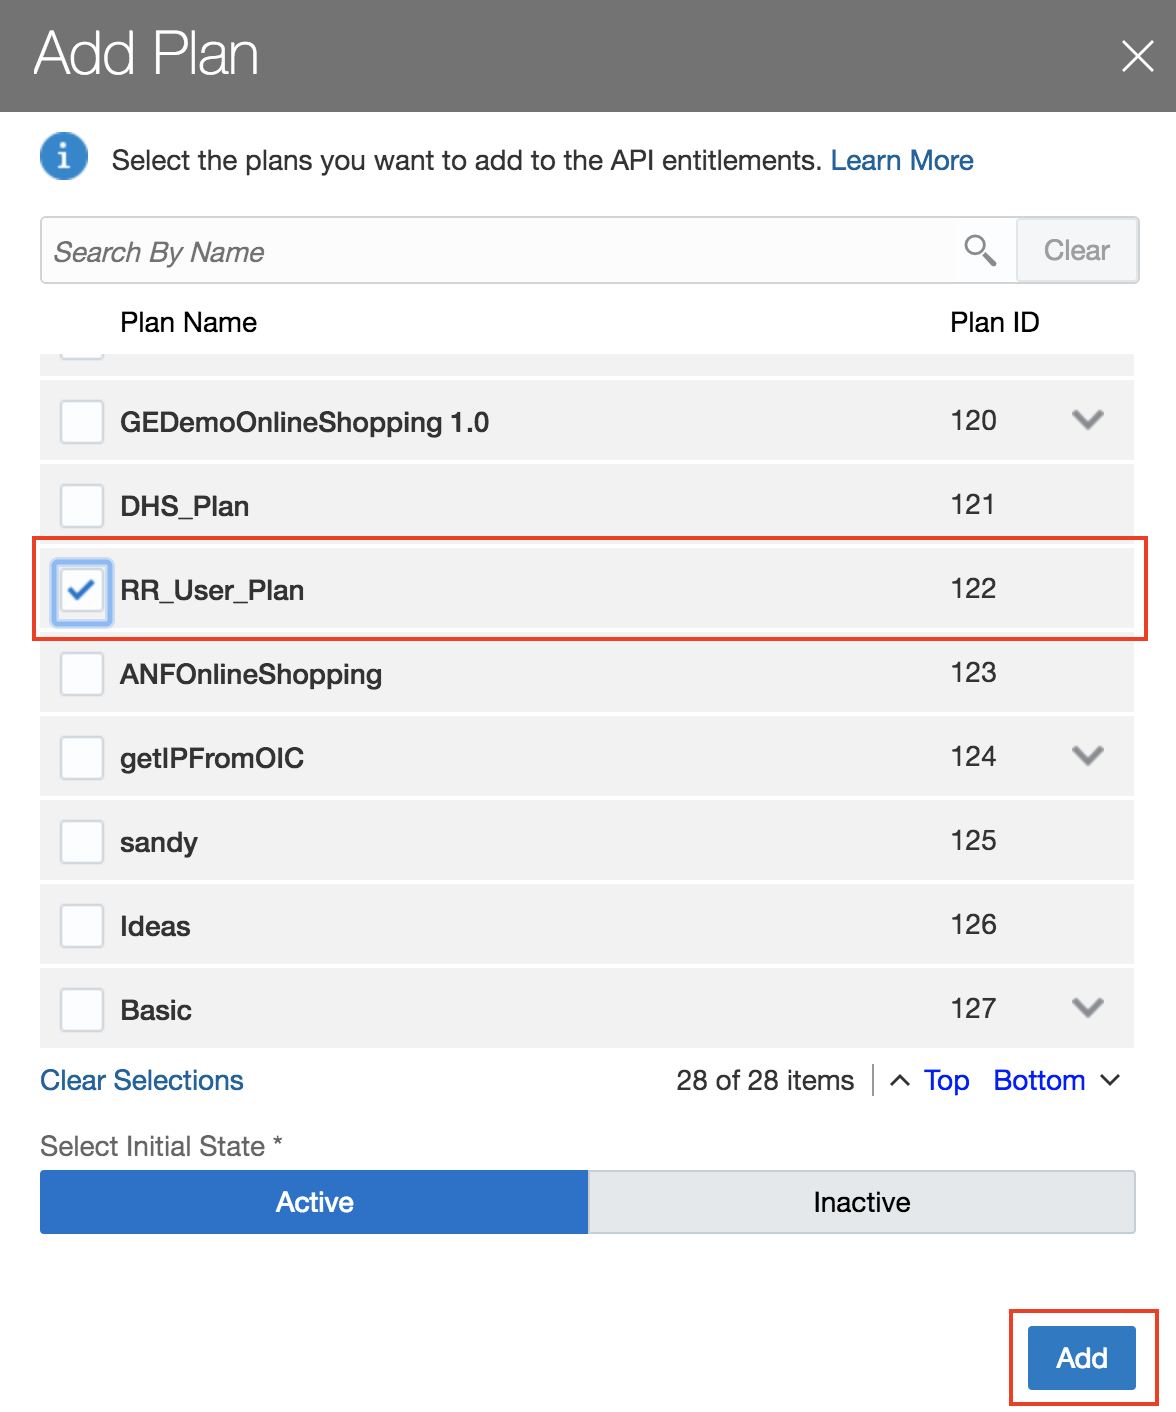 Add Plan
Select the plans you want to add to the API entitlements. Learn More
Search By Name Clear
Plan Name Plan ID
GEDemoOnlineShopping 1.0 120
DHS_Plan 121
RR_User_Plan 122
ANFOnlineShopping 123
getIPFromOIC 124
sandy 125
Ideas 126
Basic 127
Clear Selections 28 of 28 items Top Bottom
Select Initial State *
Active Inactive
Add